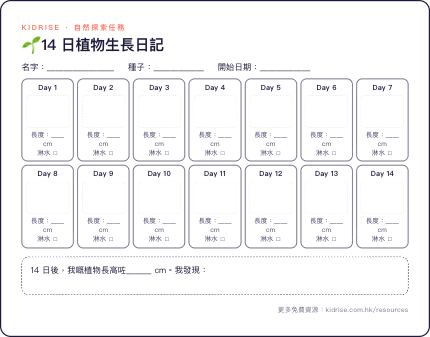 KIDRISE · 自然探索任務
🌱14 日植物生長日記
名字：______________ 種子：__________ 開始日期：__________
Day 1 Day 2 Day 3 Day 4 Day 5 Day 6 Day 7
長度：___ 長度：___ 長度：___ 長度：___ 長度：___ 長度：___ 長度：___
cm cm cm cm cm cm cm
淋水 □ 淋水 □ 淋水 □ 淋水 □ 淋水 □ 淋水 □ 淋水 □
Day 8 Day 9 Day 10 Day 11 Day 12 Day 13 Day 14
長度：___ 長度：___ 長度：___ 長度：___ 長度：___ 長度：___ 長度：___
cm cm cm cm cm cm cm
淋水 □ 淋水 □ 淋水 □ 淋水 □ 淋水 □ 淋水 □ 淋水 □
14 日後，我嘅植物長高咗______ cm。我發現：
更多免費資源：kidrise.com.hk/resources